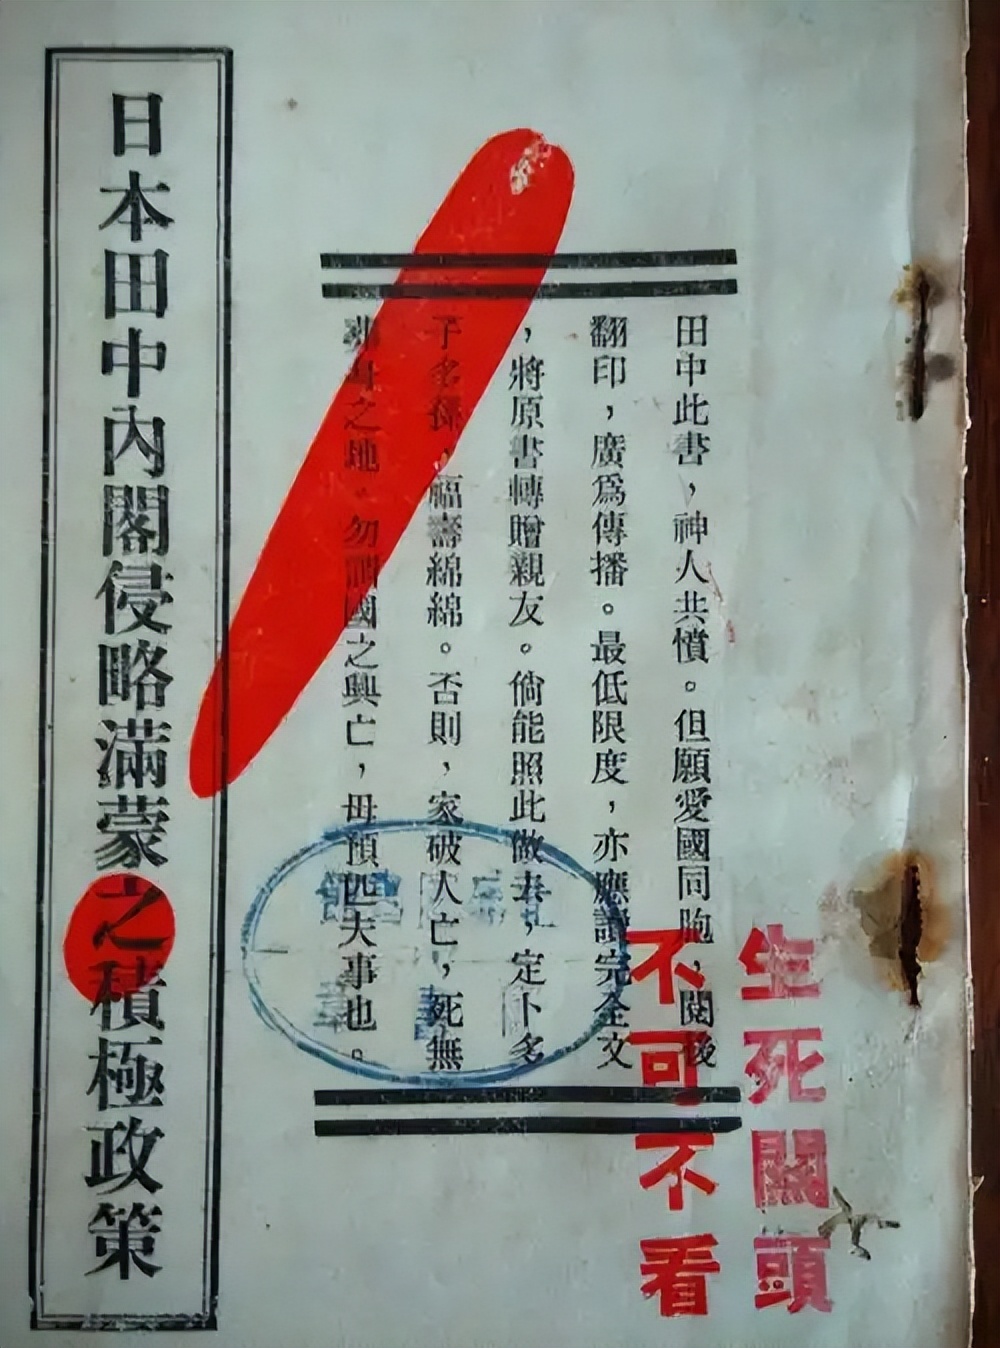 生死關頭
不可不看
田中此書，神人共憤。但願愛國同胞，閱後
翻印，廣爲傳播。最低限度，亦應讀完全文
，將原書轉贈親友。倘能照此做去，定卜多
子多孫，福壽綿綿。否則，家破人亡，死無
葬身之地。勿謂國之興亡，毋預匹夫事也。
日本田中內閣侵略滿蒙之積極政策